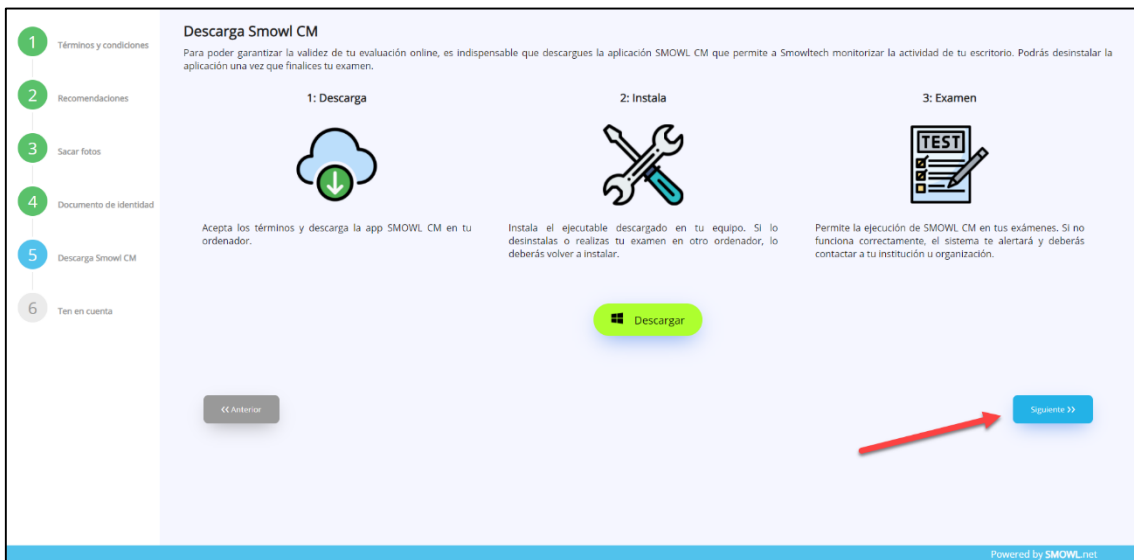 1 Términos y condiciones
2 Recomendaciones
3 Sacar fotos
4 Documento de identidad
5 Descarga Smowl CM
6 Ten en cuenta
Descarga Smowl CM
Para poder garantizar la validez de tu evaluación online, es indispensable que descargues la aplicación SMOWL CM que permite a Smowltech monitorizar la actividad de tu escritorio. Podrás desinstalar la
aplicación una vez que finalices tu examen.
1: Descarga
Acepta los términos y descarga la app SMOWL CM en tu
ordenador.
2: Instala
Instala el ejecutable descargado en tu equipo. Si lo
desinstalas o realizas tu examen en otro ordenador, lo
deberás volver a instalar.
3: Examen
TEST
Permite la ejecución de SMOWL CM en tus exámenes. Si no
funciona correctamente, el sistema te alertará y deberás
contactar a tu institución u organización.
Descargar
<< Anterior
Siguiente >>
Powered by SMOWL.net